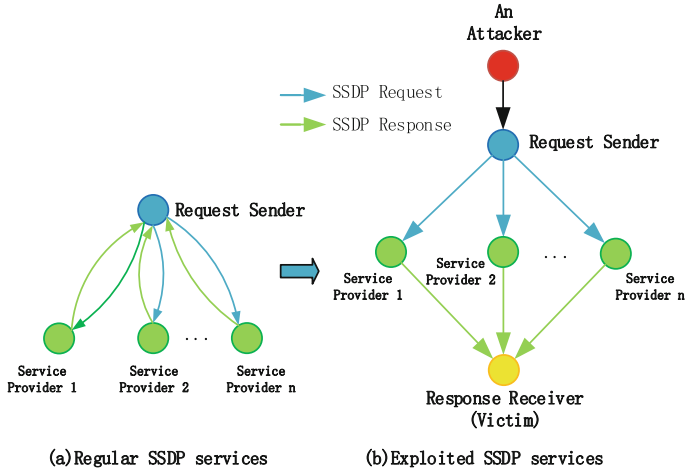 An
Attacker
SSDP Request
SSDP Response
Request Sender
Request Sender
Service
Provider 1
Service
Provider 2
...
Service
Provider n
Service
Provider 1
Service
Provider 2
...
Service
Provider n
Response Receiver
(Victim)
(a)Regular SSDP services
(b)Exploited SSDP services